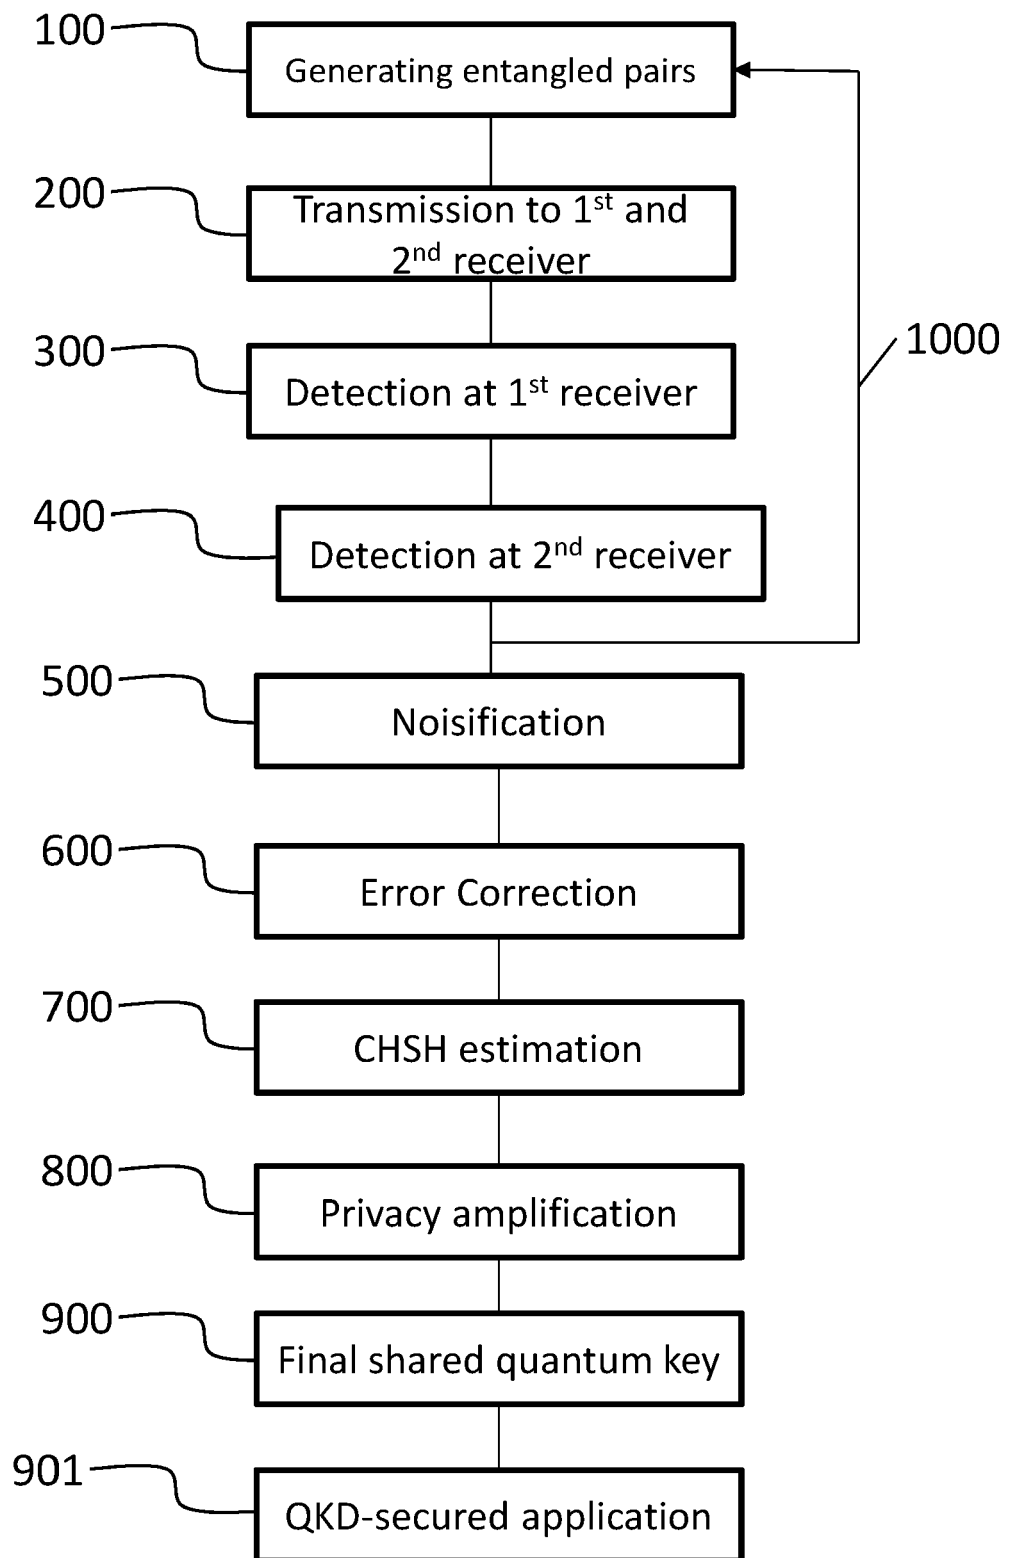 100
Generating entangled pairs
200
Transmission to 1st and
2nd receiver
300
Detection at 1st receiver
1000
400
Detection at 2nd receiver
500
Noisification
600
Error Correction
700
CHSH estimation
800
Privacy amplification
900
Final shared quantum key
901
QKD-secured application